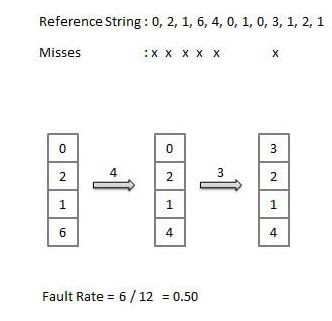 Reference String : 0, 2, 1, 6, 4, 0, 1, 0, 3, 1, 2, 1
Misses : x x x x x x
0 0 3
2 4 2 3 2
1 1 1
6 4 4
Fault Rate = 6 / 12 = 0.50